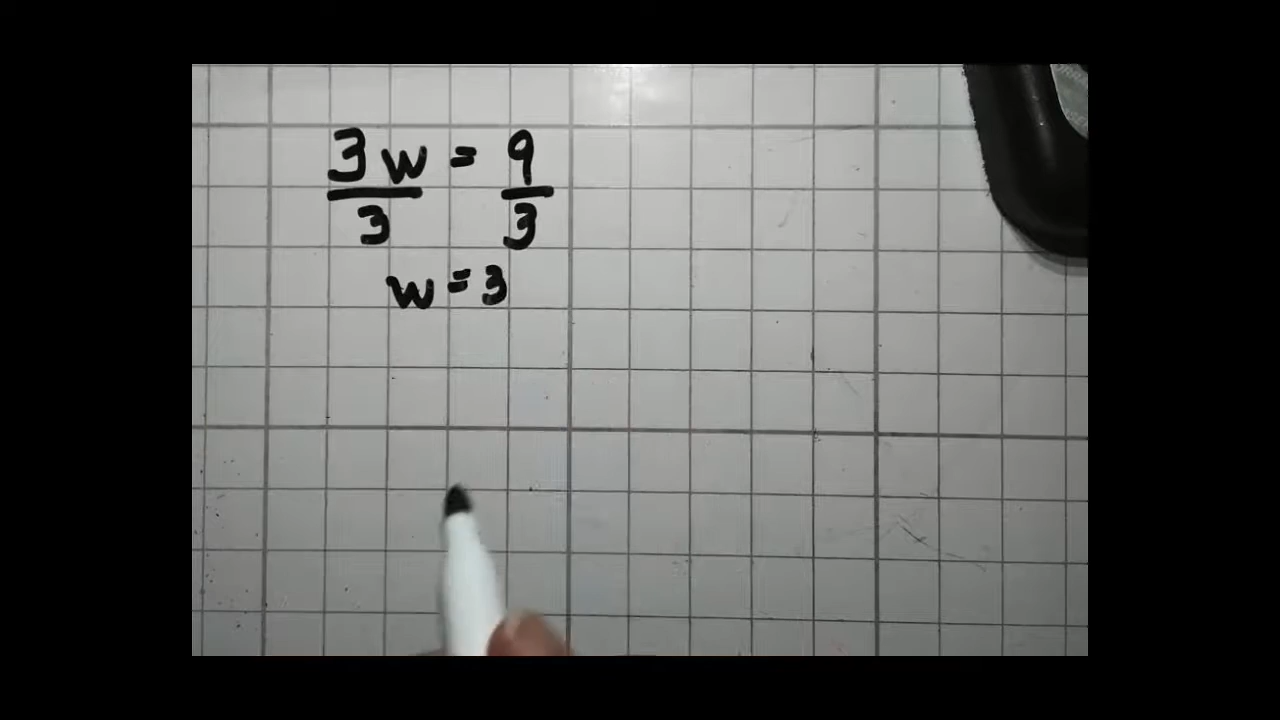 3w = 9
3 3
w = 3